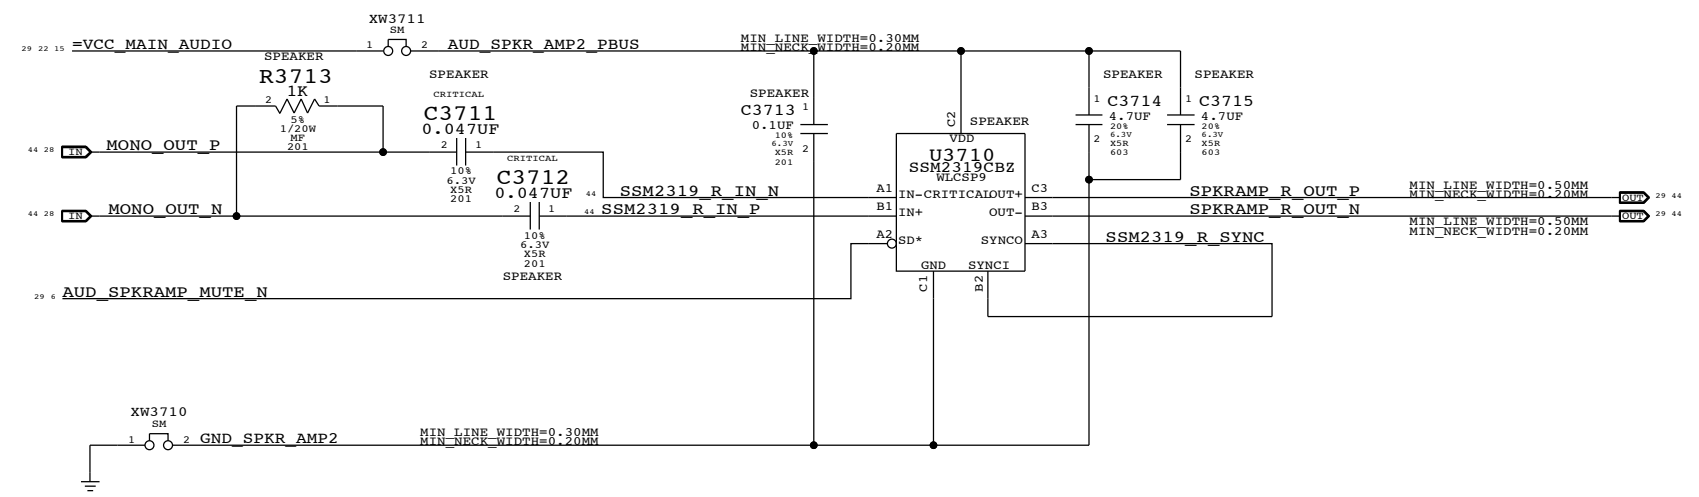 XW3711
SM
29 22 15 =VCC_MAIN_AUDIO 1 2 AUD_SPKR_AMP2_PBUS
MIN_LINE_WIDTH=0.30MM
MIN_NECK_WIDTH=0.20MM
SPEAKER
R3713
1K
2 1
5%
1/20W
MF
201
SPEAKER
CRITICAL
C3711
0.047UF
2 1
10%
6.3V
X5R
201
CRITICAL
C3712
0.047UF
2 1
10%
6.3V
X5R
201
SPEAKER
44 28 IN MONO_OUT_P
44 28 IN MONO_OUT_N
44 SSM2319_R_IN_N
44 SSM2319_R_IN_P
SPEAKER
C3713 1
0.1UF
10%
6.3V
X5R
201
2
SPEAKER
1 C3714
4.7UF
20%
6.3V
X5R
603
2
SPEAKER
1 C3715
4.7UF
20%
6.3V
X5R
603
2
C2
SPEAKER
VDD
U3710
SSM2319CBZ
WLCSP9
A1 IN- CRITICAL OUT+ C3
B1 IN+ OUT- B3
A2 SD* SYNCO A3
GND SYNCI
C1 B2
SPKRAMP_R_OUT_P
MIN_LINE_WIDTH=0.50MM
MIN_NECK_WIDTH=0.20MM
OUT 29 44
SPKRAMP_R_OUT_N
OUT 29 44
MIN_LINE_WIDTH=0.50MM
MIN_NECK_WIDTH=0.20MM
SSM2319_R_SYNC
29 6 AUD_SPKRAMP_MUTE_N
XW3710
SM
1 2 GND_SPKR_AMP2
MIN_LINE_WIDTH=0.30MM
MIN_NECK_WIDTH=0.20MM